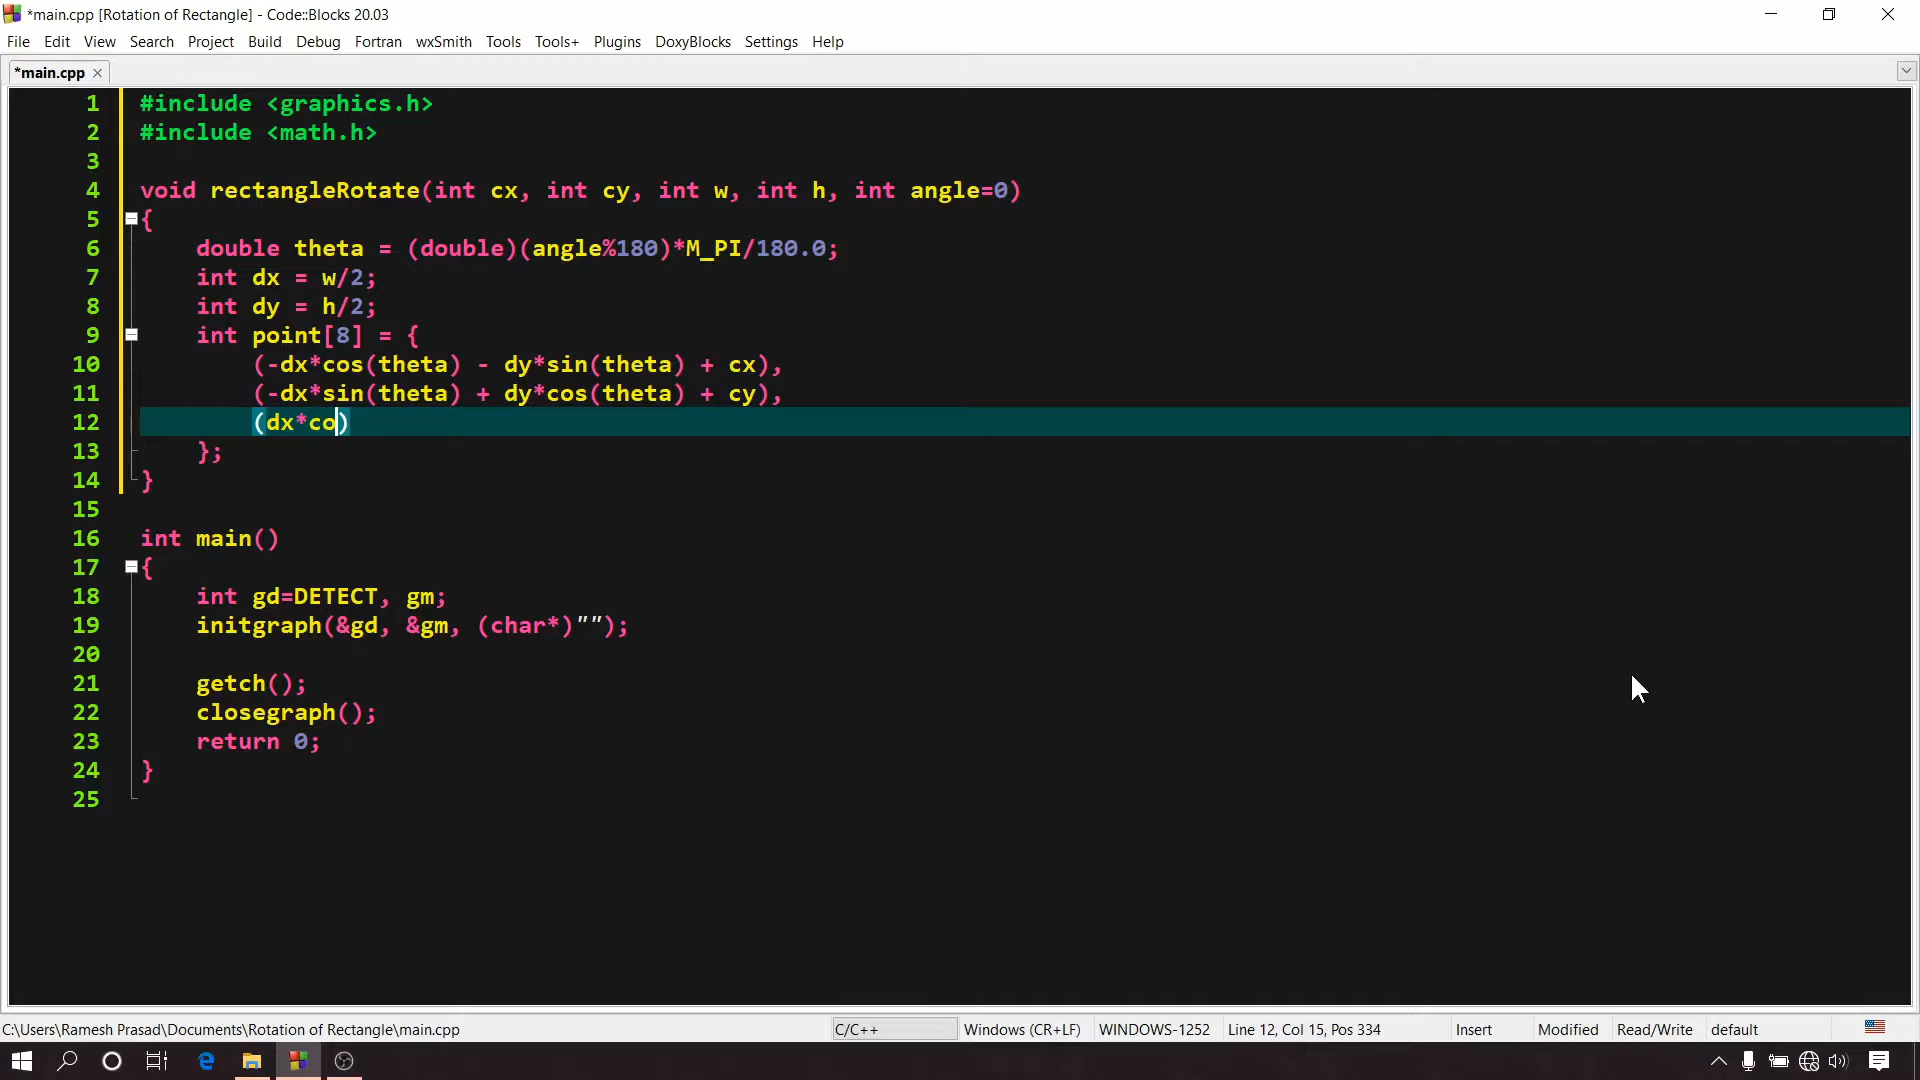 *main.cpp [Rotation of Rectangle] - Code::Blocks 20.03
File Edit View Search Project Build Debug Fortran wxSmith Tools Tools+ Plugins DoxyBlocks Settings Help
*main.cpp
1 #include <graphics.h>
2 #include <math.h>
3
4 void rectangleRotate(int cx, int cy, int w, int h, int angle=0)
5 {
6 double theta = (double)(angle%180)*M_PI/180.0;
7 int dx = w/2;
8 int dy = h/2;
9 int point[8] = {
10 (-dx*cos(theta) - dy*sin(theta) + cx),
11 (-dx*sin(theta) + dy*cos(theta) + cy),
12 (dx*co)
13 };
14 }
15
16 int main()
17 {
18 int gd=DETECT, gm;
19 initgraph(&gd, &gm, (char*)"");
20
21 getch();
22 closegraph();
23 return 0;
24 }
25
C:\Users\Ramesh Prasad\Documents\Rotation of Rectangle\main.cpp C/C++ Windows (CR+LF) WINDOWS-1252 Line 12, Col 15, Pos 334 Insert Modified Read/Write default